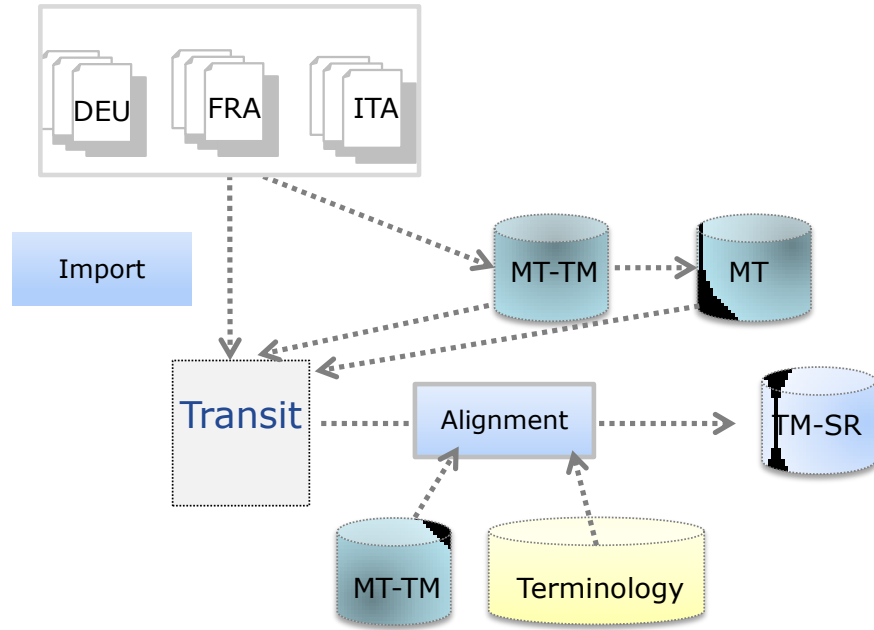 DEU
FRA
ITA
Import
MT-TM
MT
Transit
Alignment
TM-SR
MT-TM
Terminology